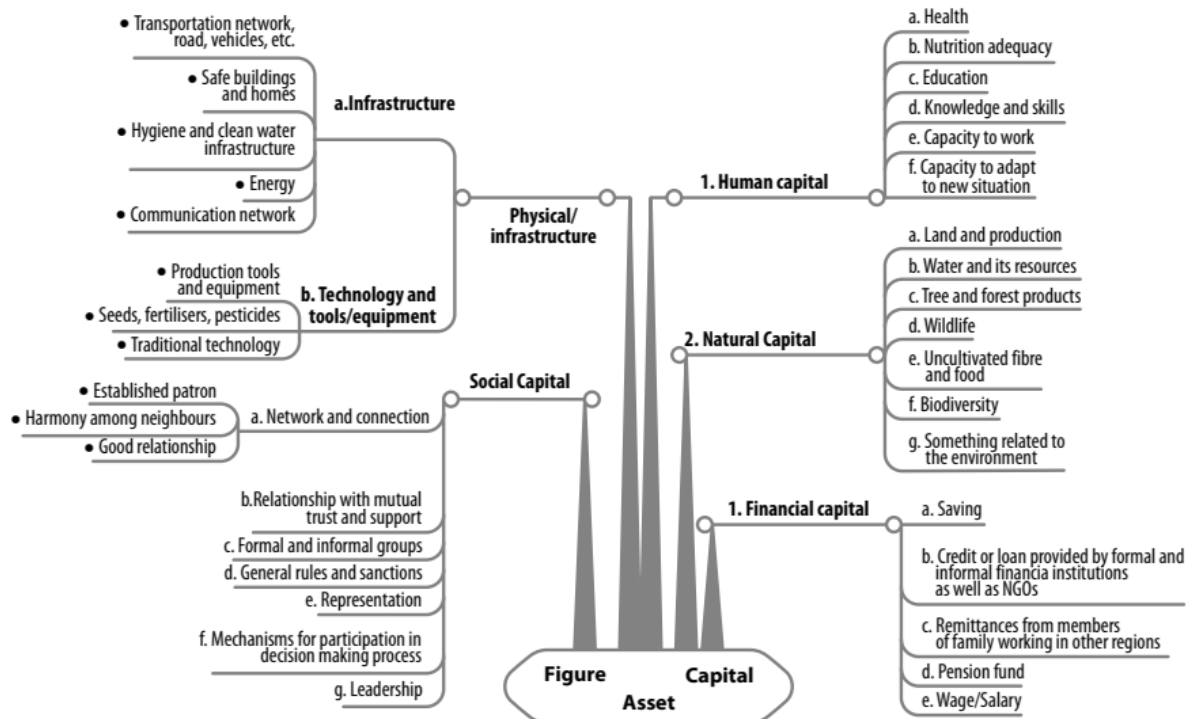 ● Transportation network,
road, vehicles, etc.
● Safe buildings
and homes
● Hygiene and clean water
infrastructure
● Energy
● Communication network
a.Infrastructure
Physical/
infrastructure
● Production tools
and equipment
● Seeds, fertilisers, pesticides
● Traditional technology
b. Technology and
tools/equipment
Social Capital
● Established patron
● Harmony among neighbours
● Good relationship
a. Network and connection
b.Relationship with mutual
trust and support
c. Formal and informal groups
d. General rules and sanctions
e. Representation
f. Mechanisms for participation in
decision making process
g. Leadership
1. Human capital
a. Health
b. Nutrition adequacy
c. Education
d. Knowledge and skills
e. Capacity to work
f. Capacity to adapt
to new situation
2. Natural Capital
a. Land and production
b. Water and its resources
c. Tree and forest products
d. Wildlife
e. Uncultivated fibre
and food
f. Biodiversity
g. Something related to
the environment
1. Financial capital
a. Saving
b. Credit or loan provided by formal and
informal financia institutions
as well as NGOs
c. Remittances from members
of family working in other regions
d. Pension fund
e. Wage/Salary
Figure
Capital
Asset